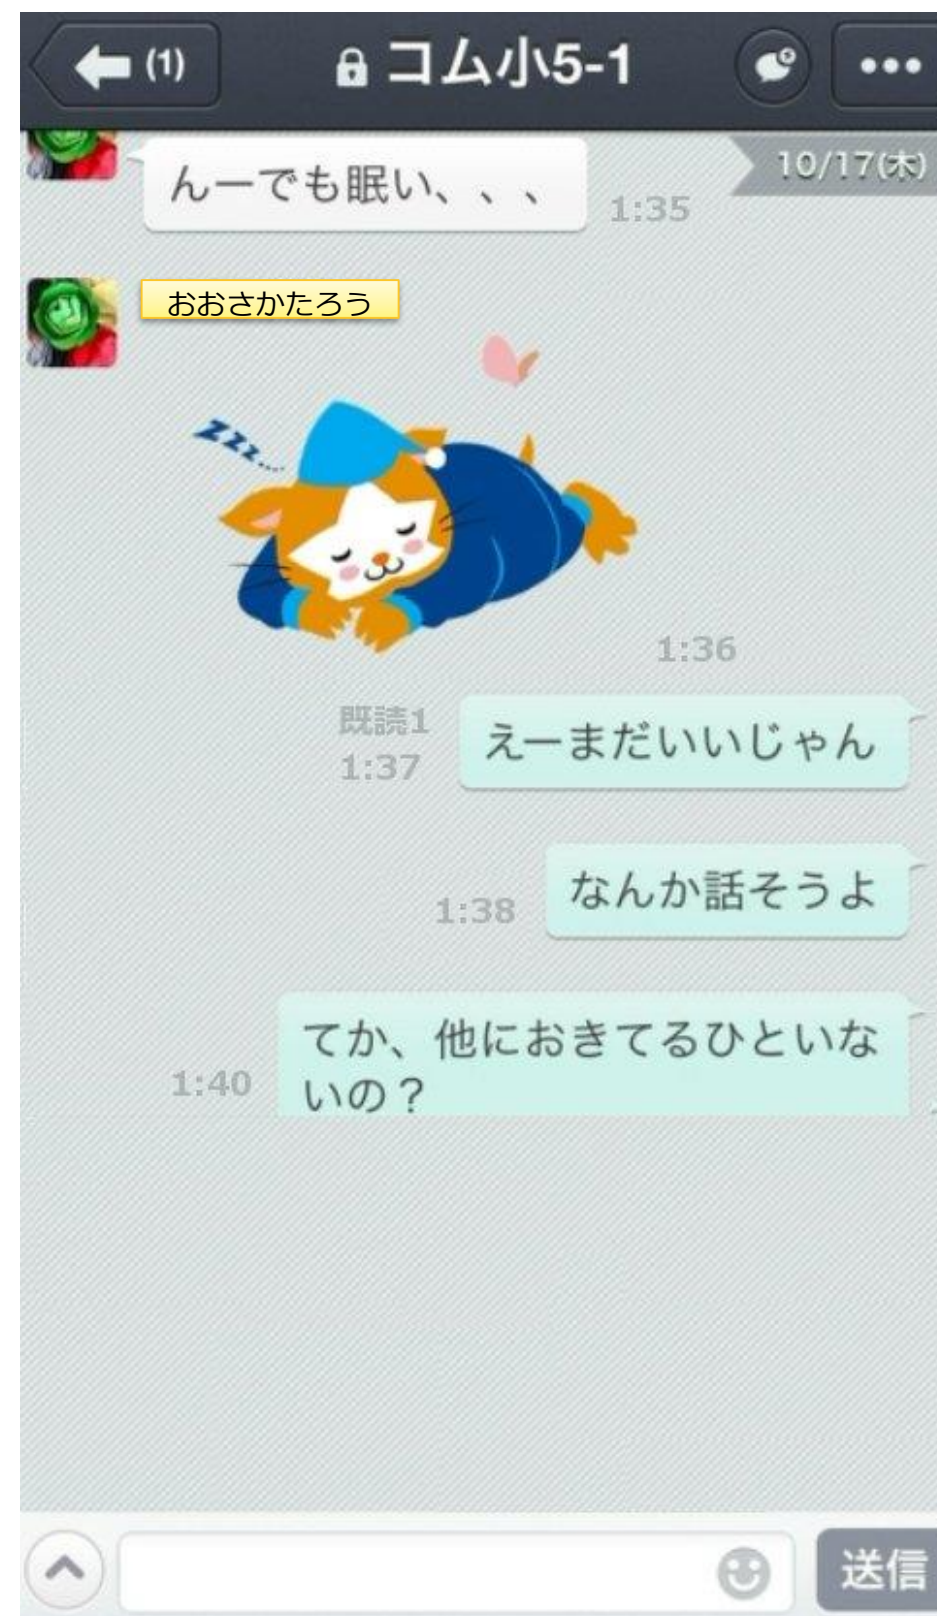 (1)
コム小5-1
10/17(木)
んーでも眠い、、、
1:35
おおさかたろう
zzz....
1:36
既読1
1:37
えーまだいいじゃん
なんか話そうよ
1:38
てか、他におきてるひといな
いの？
1:40
送信